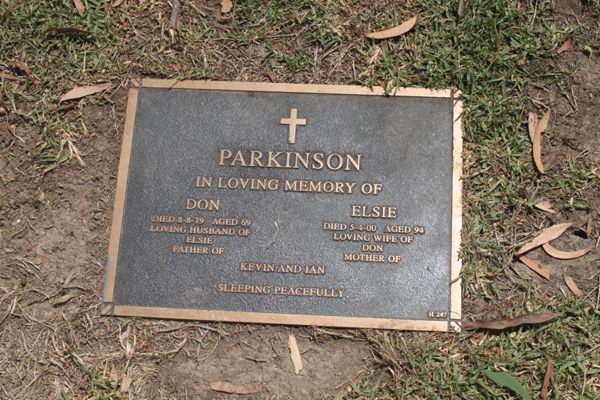 PARKINSON
IN LOVING MEMORY OF
DON
DIED 8-8-79 AGED 69
LOVING HUSBAND OF
ELSIE
FATHER OF
ELSIE
DIED 5-4-00 AGED 94
LOVING WIFE OF
DON
MOTHER OF
KEVIN AND IAN
SLEEPING PEACEFULLY
H 247